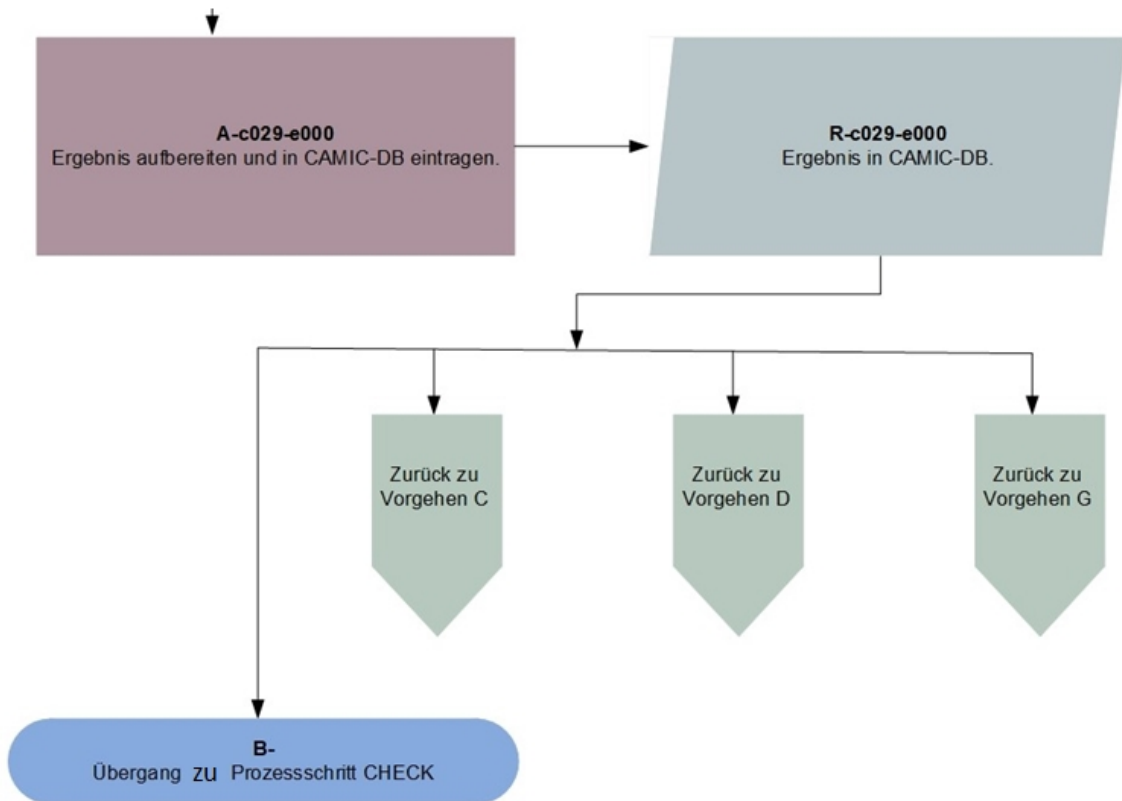 A-c029-e000
Ergebnis aufbereiten und in CAMIC-DB eintragen.
R-c029-e000
Ergebnis in CAMIC-DB.
Zurück zu
Vorgehen C
Zurück zu
Vorgehen D
Zurück zu
Vorgehen G
B-
Übergang zu Prozessschritt CHECK